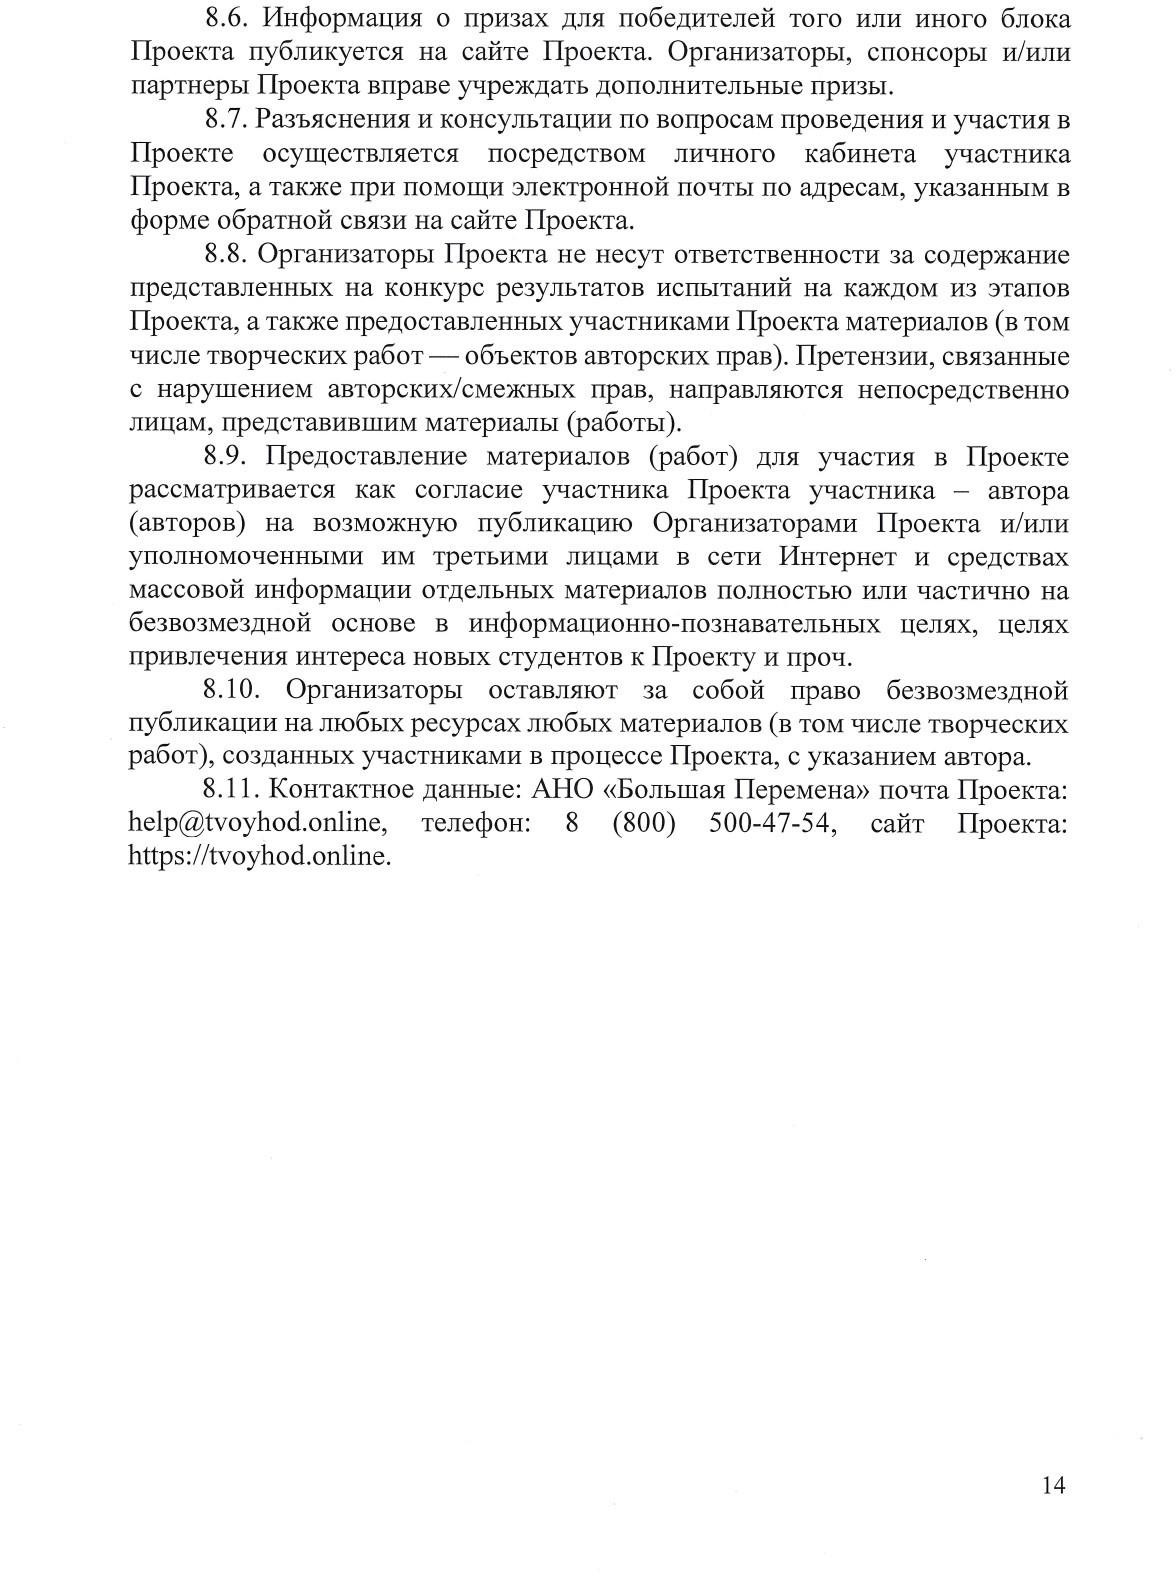 8.6. Информация о призах для победителей того или иного блока
Проекта публикуется на сайте Проекта. Организаторы, спонсоры и/или
партнеры Проекта вправе учреждать дополнительные призы.
8.7. Разъяснения и консультации по вопросам проведения и участия в
Проекте осуществляется посредством личного кабинета участника
Проекта, а также при помощи электронной почты по адресам, указанным в
форме обратной связи на сайте Проекта.
8.8. Организаторы Проекта не несут ответственности за содержание
представленных на конкурс результатов испытаний на каждом из этапов
Проекта, а также предоставленных участниками Проекта материалов (в том
числе творческих работ — объектов авторских прав). Претензии, связанные
с нарушением авторских/смежных прав, направляются непосредственно
лицам, представившим материалы (работы).
8.9. Предоставление материалов (работ) для участия в Проекте
рассматривается как согласие участника Проекта участника – автора
(авторов) на возможную публикацию Организаторами Проекта и/или
уполномоченными им третьими лицами в сети Интернет и средствах
массовой информации отдельных материалов полностью или частично на
безвозмездной основе в информационно-познавательных целях, целях
привлечения интереса новых студентов к Проекту и проч.
8.10. Организаторы оставляют за собой право безвозмездной
публикации на любых ресурсах любых материалов (в том числе творческих
работ), созданных участниками в процессе Проекта, с указанием автора.
8.11. Контактное данные: АНО «Большая Перемена» почта Проекта:
help@tvoyhod.online, телефон: 8 (800) 500-47-54, сайт Проекта:
https://tvoyhod.online.
14